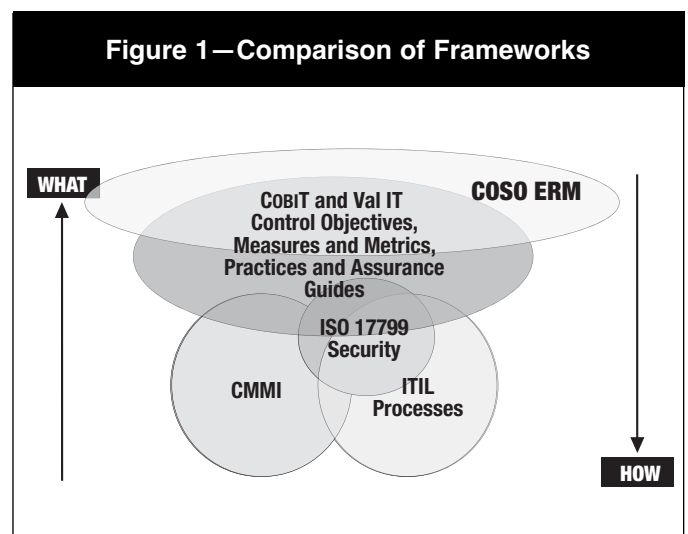 Figure 1—Comparison of Frameworks
WHAT
COSO ERM
COBIT and Val IT
Control Objectives,
Measures and Metrics,
Practices and Assurance
Guides
ISO 17799
Security
CMMI
ITIL
Processes
HOW